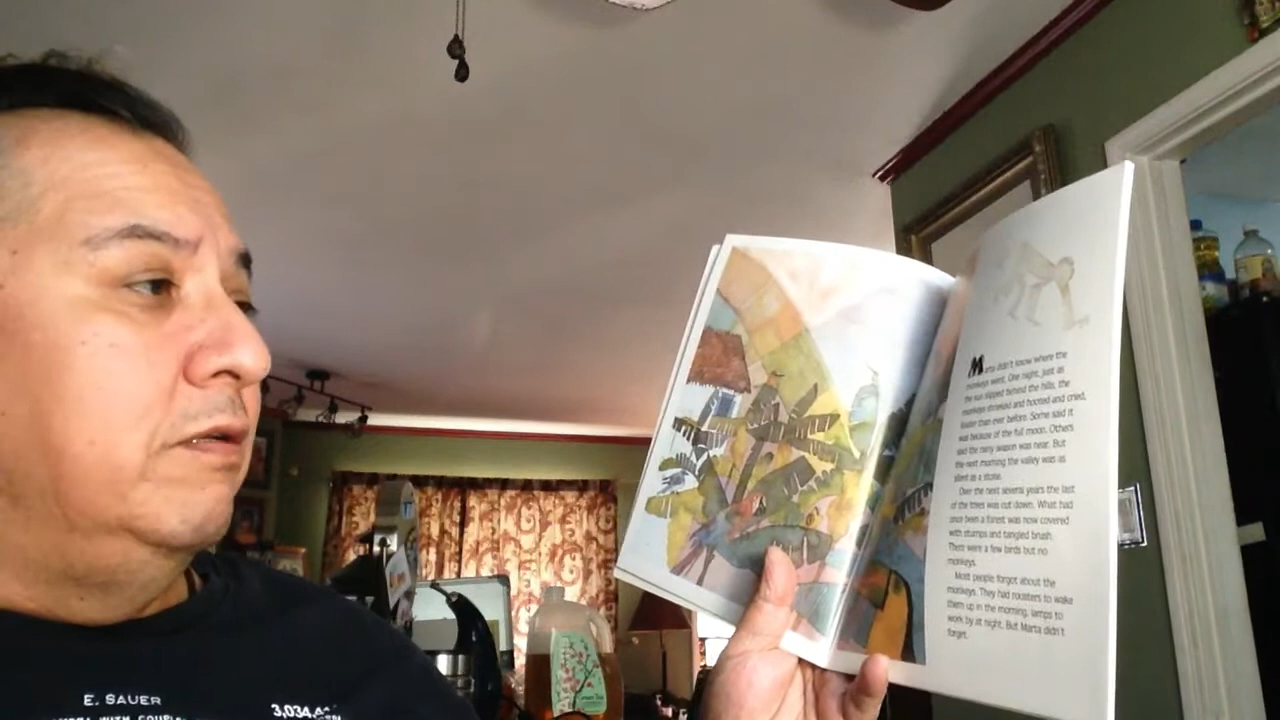 Marta didn't know where the
monkeys went. One night, just as
the sun slipped behind the hills, the
monkeys shrieked and hooted and cried,
louder than ever before. Some said it
was because of the full moon. Others
said the rainy season was near. But
the next morning the valley was as
silent as a stone.
Over the next several years the last
of the trees was cut down. What had
once been a forest was now covered
with stumps and tangled brush.
There were a few birds but no
monkeys.
Most people forgot about the
monkeys. They had roosters to wake
them up in the morning, lamps to
work by at night. But Marta didn't
forget.
E. SAUER
WITH
3,034,